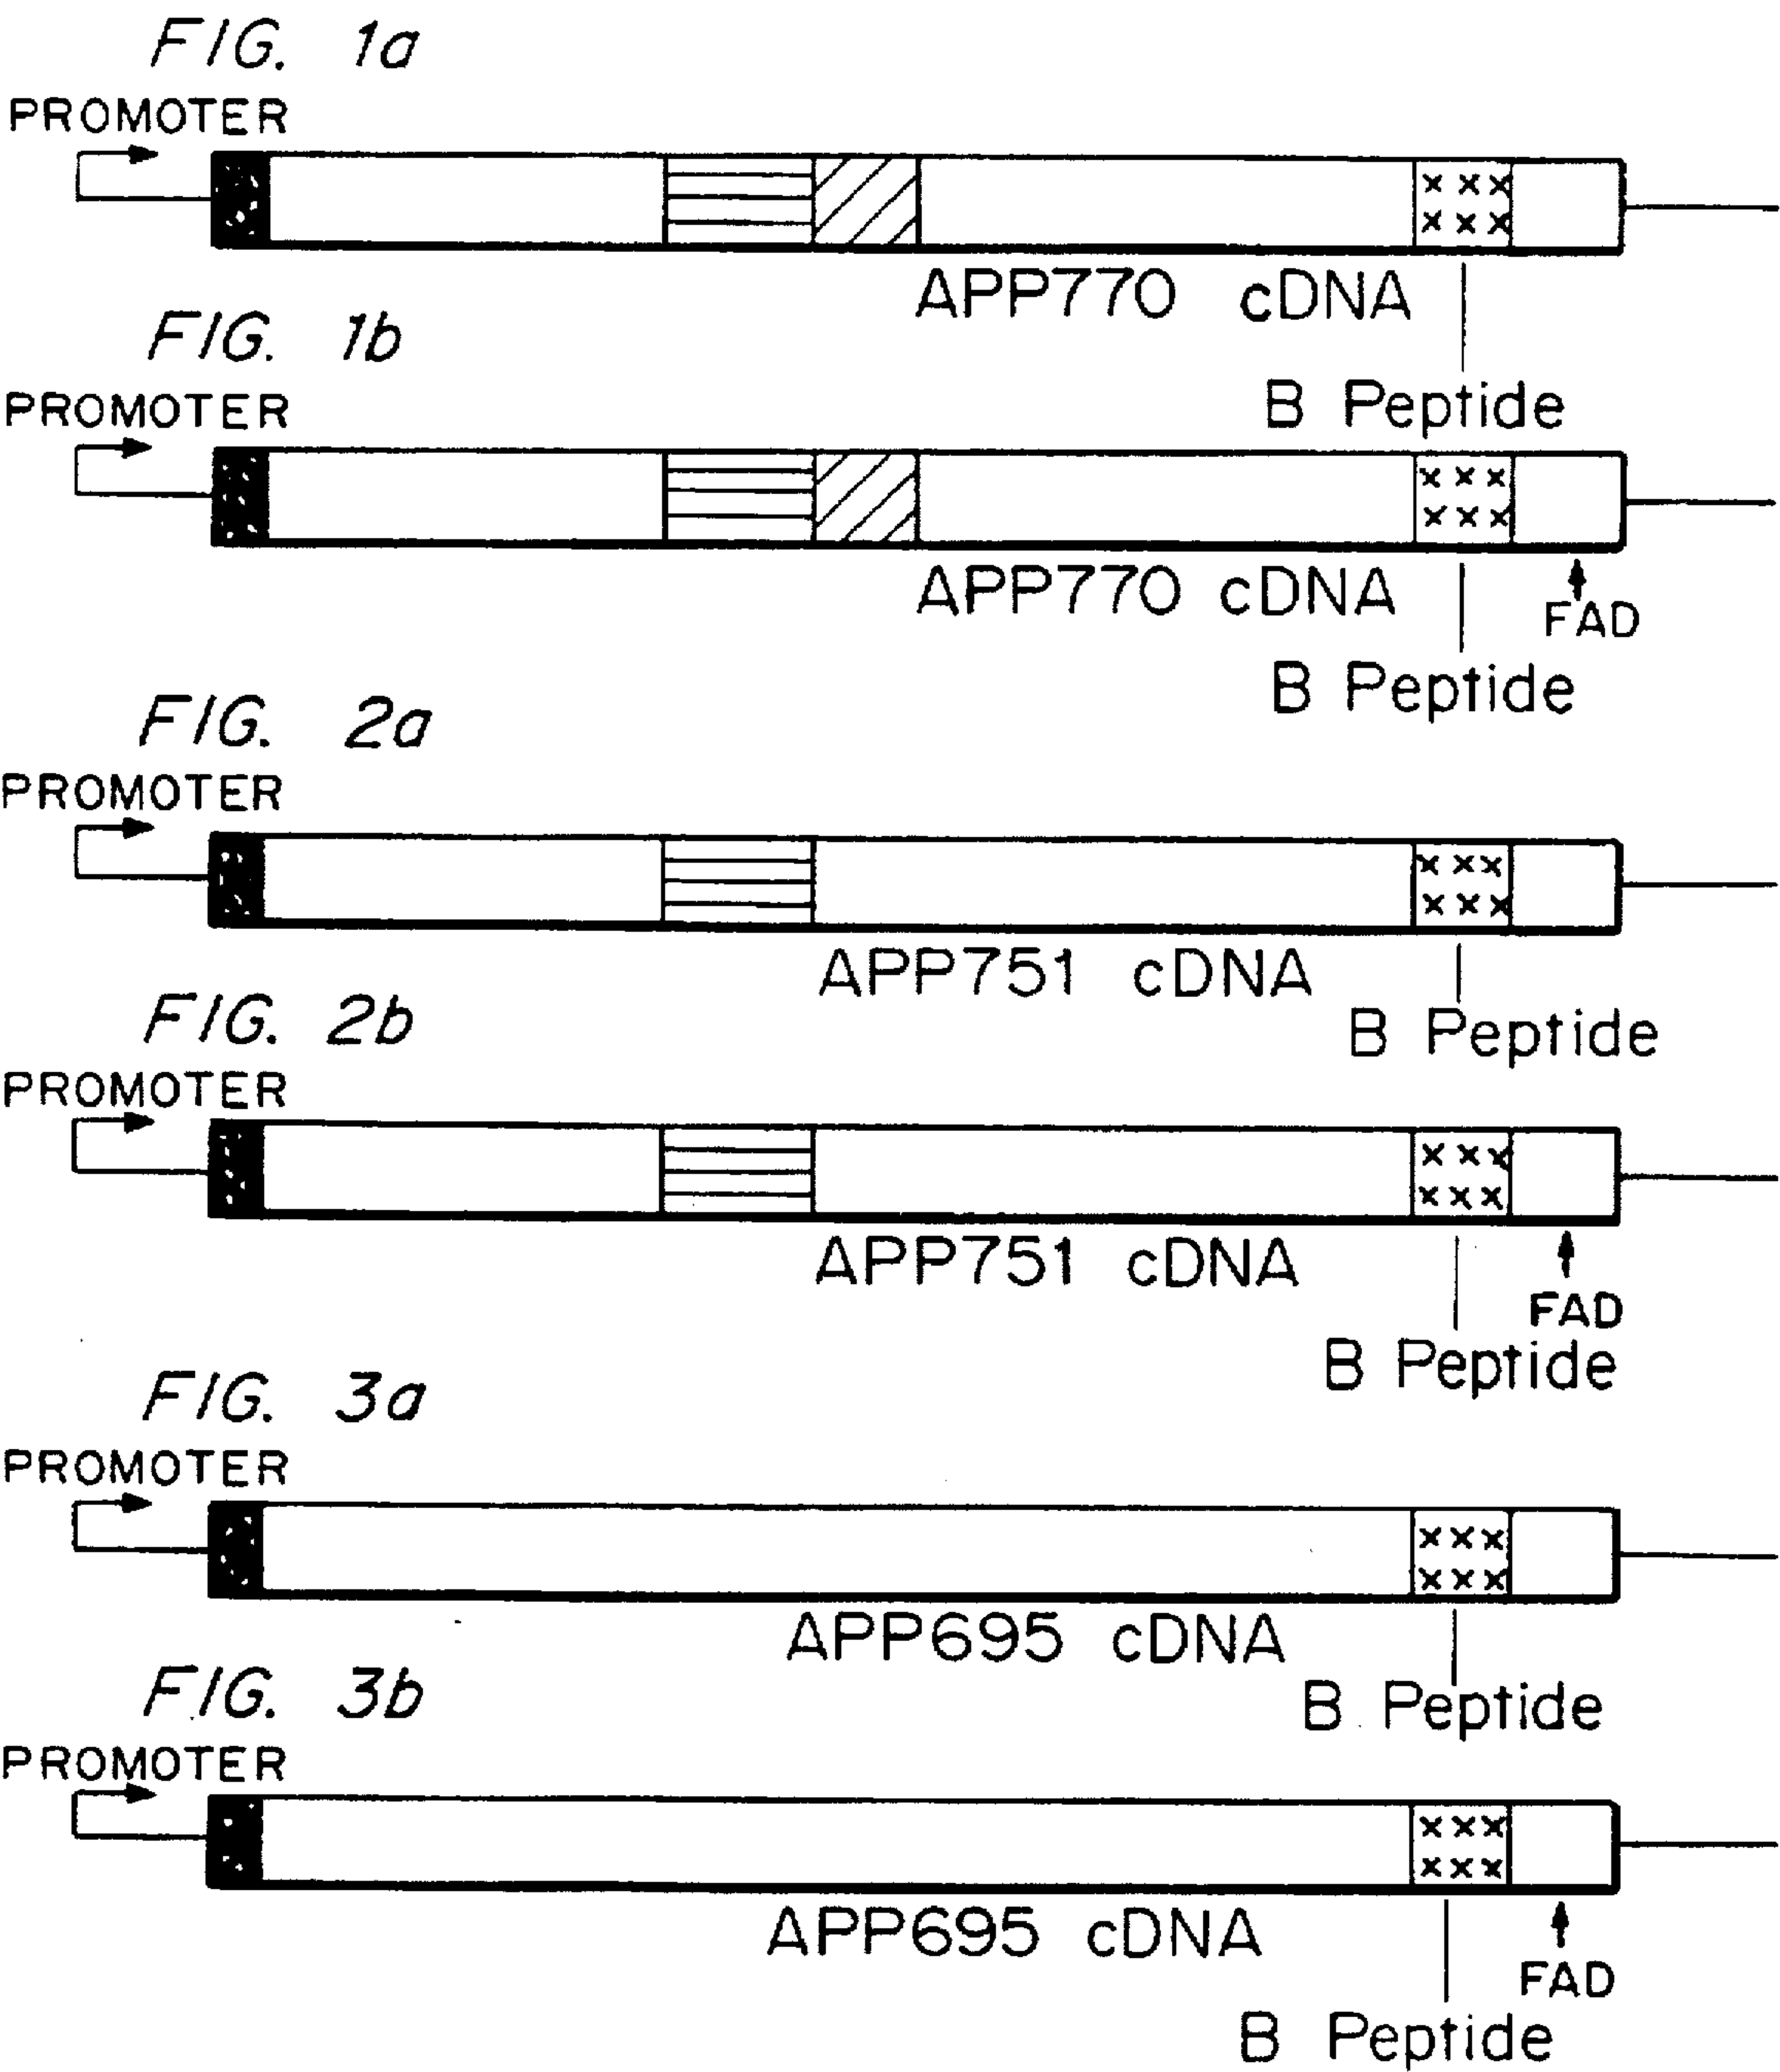 FIG. 1a
PROMOTER
APP770 cDNA
B Peptide
FIG. 1b
PROMOTER
APP770 cDNA
FAD
B Peptide
FIG. 2a
PROMOTER
APP751 cDNA
B Peptide
FIG. 2b
PROMOTER
APP751 cDNA
FAD
B Peptide
FIG. 3a
PROMOTER
APP695 cDNA
B Peptide
FIG. 3b
PROMOTER
APP695 cDNA
FAD
B Peptide